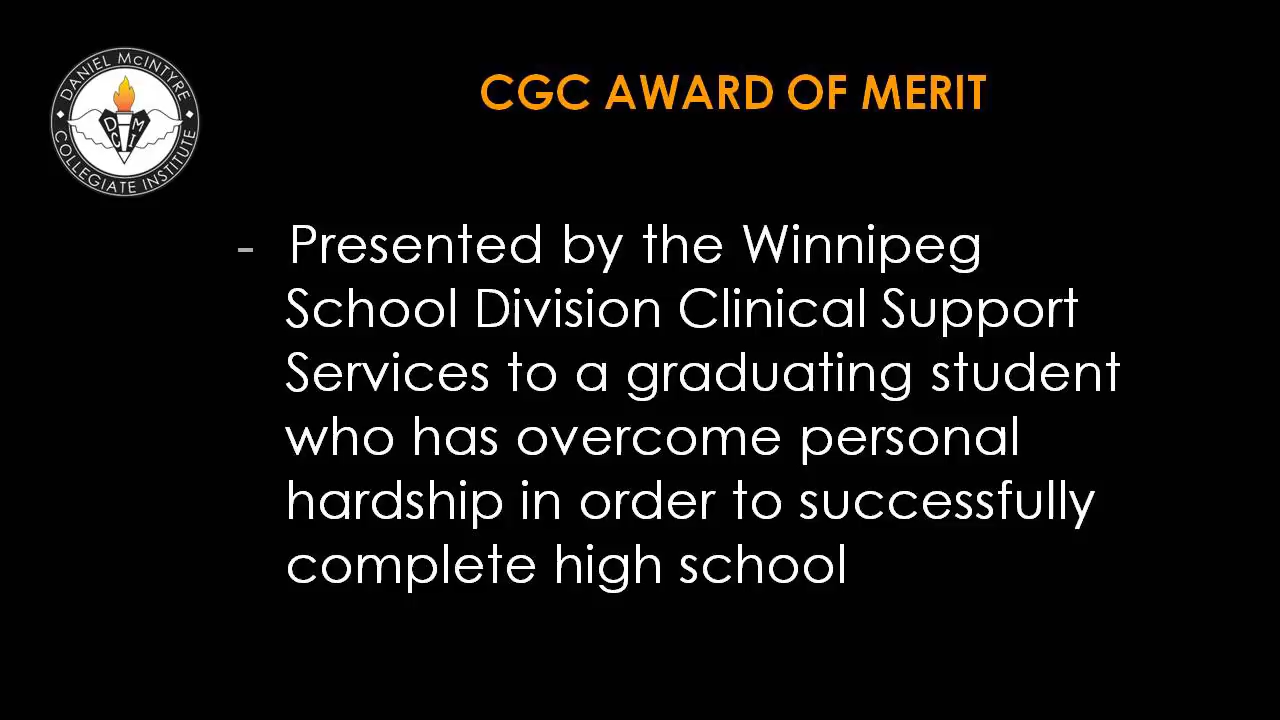 DANIEL McINTYRE
COLLEGIATE INSTITUTE
D M
C I
CGC AWARD OF MERIT
- Presented by the Winnipeg
School Division Clinical Support
Services to a graduating student
who has overcome personal
hardship in order to successfully
complete high school